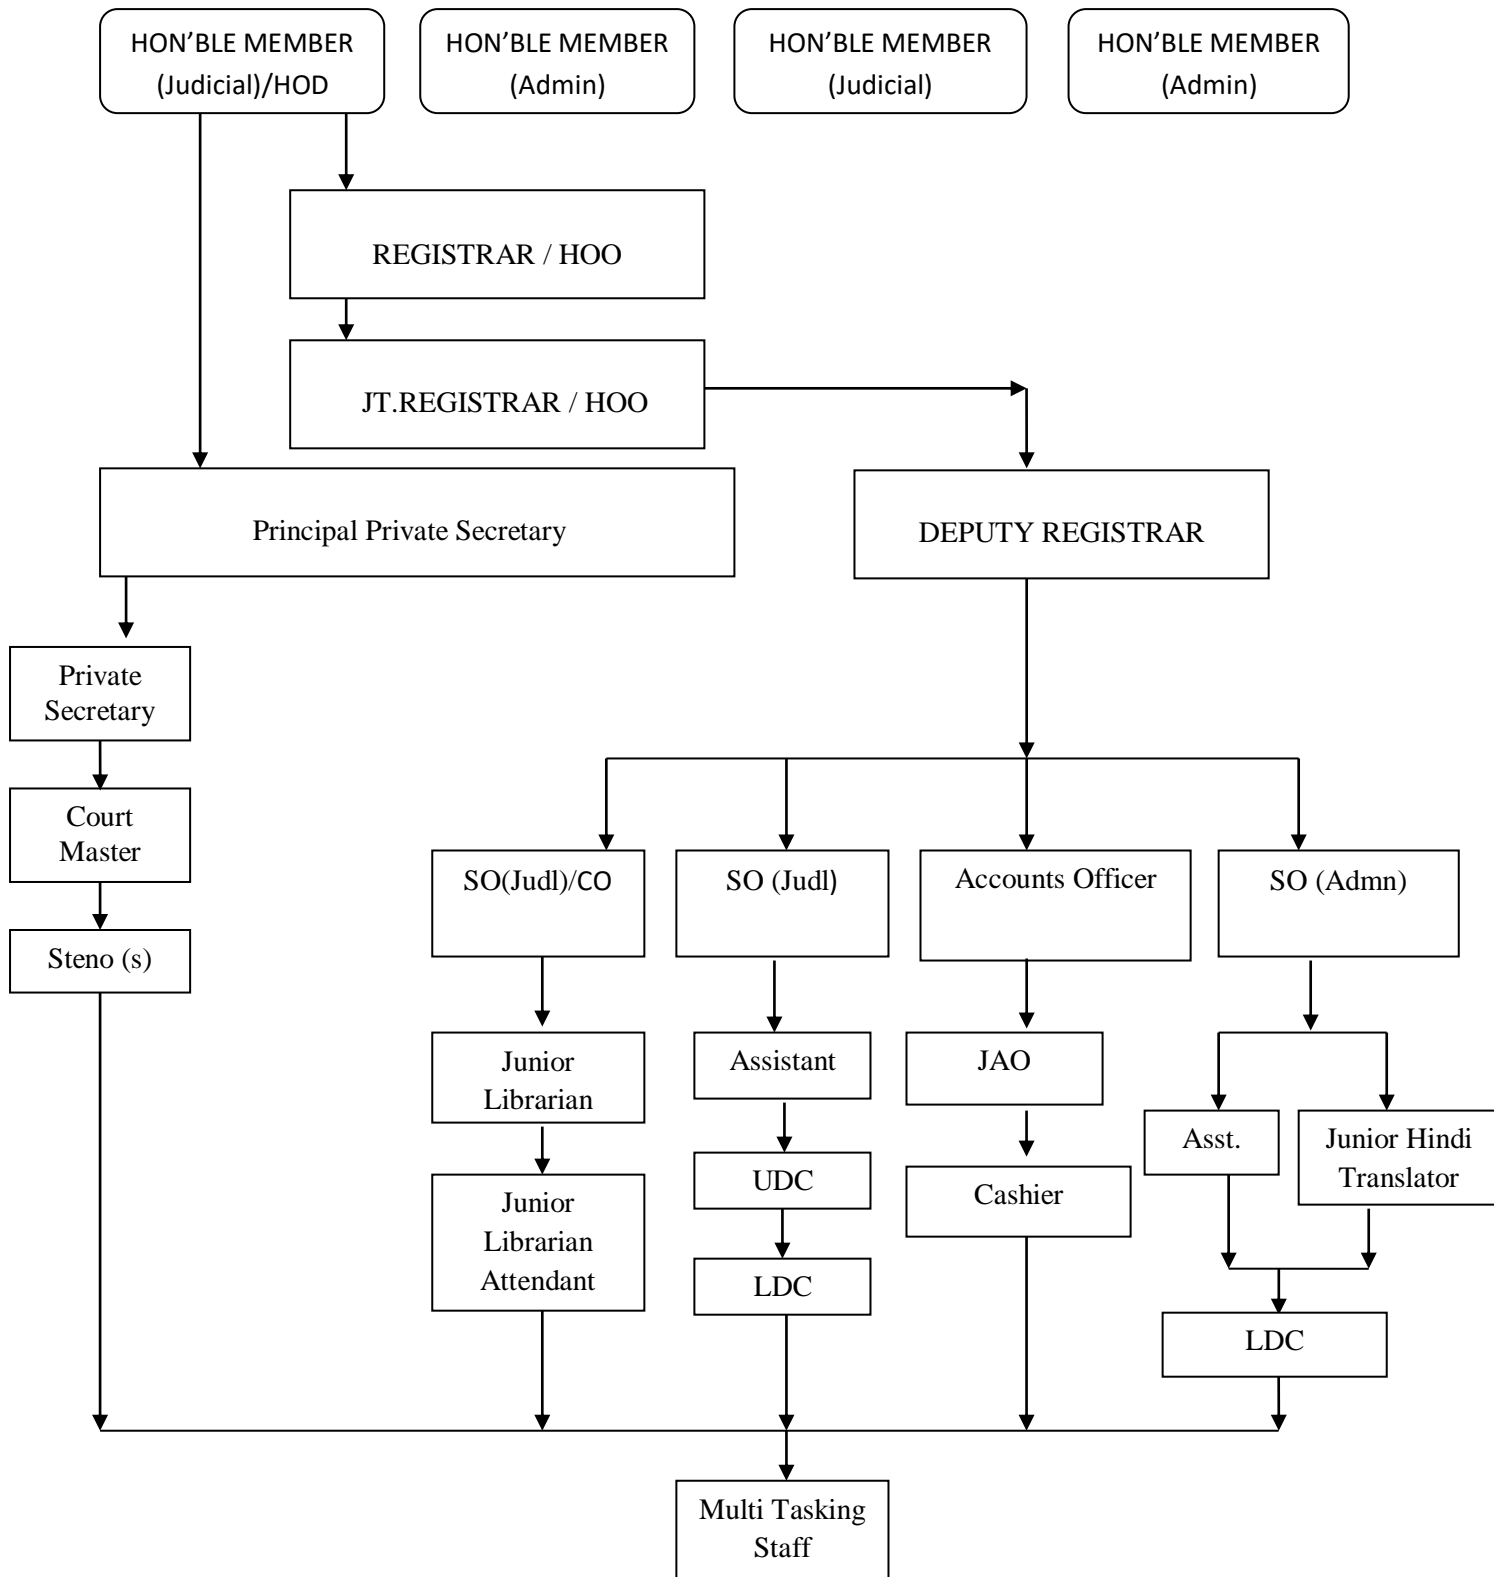 HON’BLE MEMBER
(Judicial)/HOD
HON’BLE MEMBER
(Admin)
HON’BLE MEMBER
(Judicial)
HON’BLE MEMBER
(Admin)
REGISTRAR / HOO
JT.REGISTRAR / HOO
Principal Private Secretary
DEPUTY REGISTRAR
Private
Secretary
Court
Master
Steno (s)
SO(Judl)/CO
SO (Judl)
Accounts Officer
SO (Admn)
Junior
Librarian
Assistant
JAO
Asst.
Junior Hindi
Translator
Junior
Librarian
Attendant
UDC
Cashier
LDC
LDC
Multi Tasking
Staff